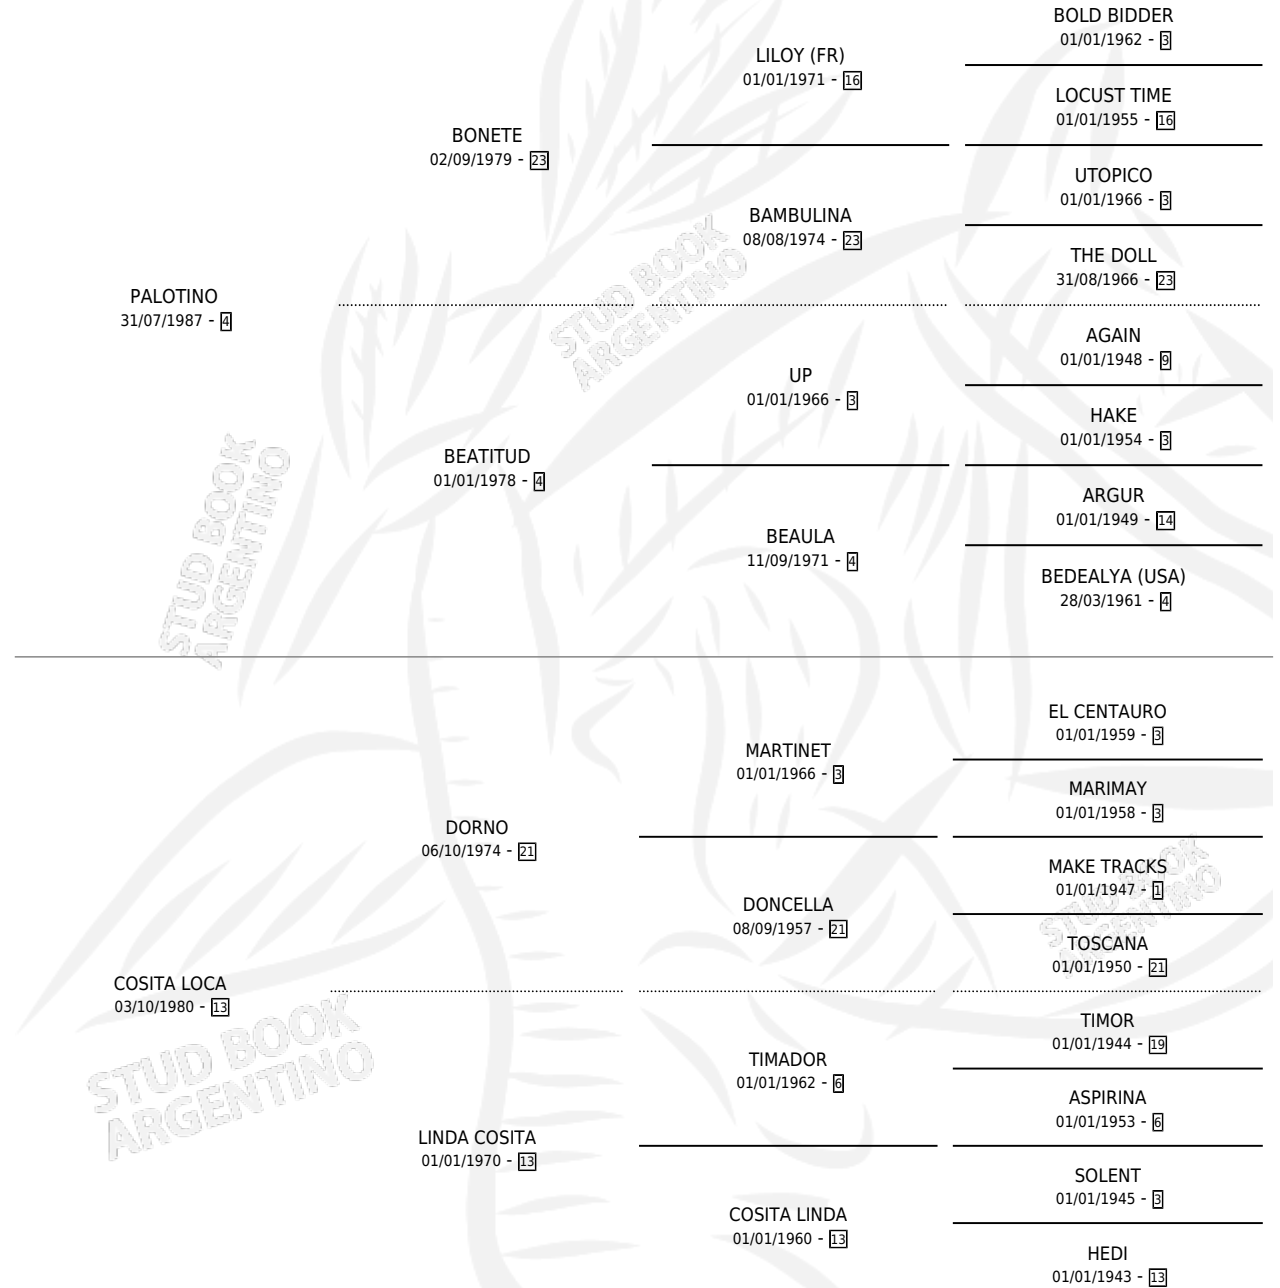 BOLD BIDDER
01/01/1962 - 3
LILOY (FR)
01/01/1971 - 16
LOCUST TIME
01/01/1955 - 16
BONETE
02/09/1979 - 23
UTOPICO
01/01/1966 - 3
BAMBULINA
08/08/1974 - 23
THE DOLL
31/08/1966 - 23
PALOTINO
31/07/1987 - 4
AGAIN
01/01/1948 - 9
UP
01/01/1966 - 3
HAKE
01/01/1954 - 3
BEATITUD
01/01/1978 - 4
ARGUR
01/01/1949 - 14
BEAULA
11/09/1971 - 4
BEDEALYA (USA)
28/03/1961 - 4
EL CENTAURO
01/01/1959 - 3
MARTINET
01/01/1966 - 3
MARIMAY
01/01/1958 - 3
DORNO
06/10/1974 - 21
MAKE TRACKS
01/01/1947 - 1
DONCELLA
08/09/1957 - 21
TOSCANA
01/01/1950 - 21
COSITA LOCA
03/10/1980 - 13
TIMOR
01/01/1944 - 19
TIMADOR
01/01/1962 - 6
ASPIRINA
01/01/1953 - 6
LINDA COSITA
01/01/1970 - 13
SOLENT
01/01/1945 - 3
COSITA LINDA
01/01/1960 - 13
HEDI
01/01/1943 - 13
STUD BOOK
ARGENTINO
STUD BOOK
ARGENTINO
STUD BOOK
ARGENTINO
STUD BOOK
ARGENTINO